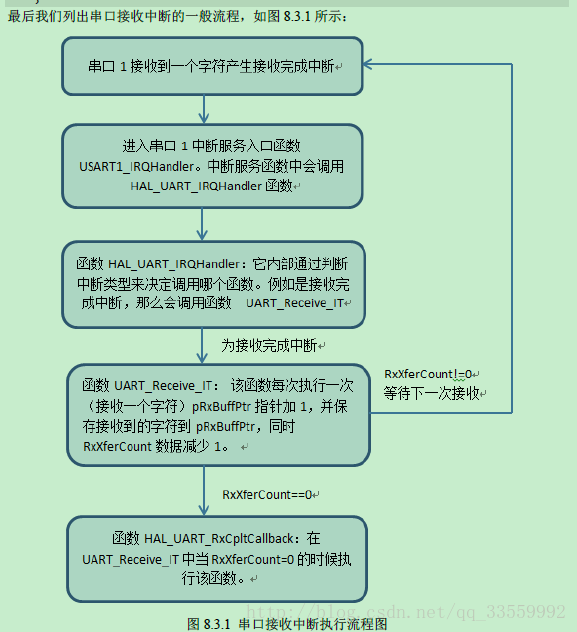 最后我们列出串口接收中断的一般流程，如图 8.3.1 所示：
串口 1 接收到一个字符产生接收完成中断
进入串口 1 中断服务入口函数
USART1_IRQHandler。中断服务函数中会调用
HAL_UART_IRQHandler 函数
函数 HAL_UART_IRQHandler：它内部通过判断
中断类型来决定调用哪个函数。例如是接收完
成中断，那么会调用函数 UART_Receive_IT
为接收完成中断
函数 UART_Receive_IT： 该函数每次执行一次
（接收一个字符）pRxBuffPtr 指针加 1，并保
存接收到的字符到 pRxBuffPtr，同时
RxXferCount 数据减少 1。
RxXferCount!=0
等待下一次接收
RxXferCount==0
函数 HAL_UART_RxCpltCallback：在
UART_Receive_IT 中当 RxXferCount=0 的时候执
行该函数。
http://blog.csdn.net/qq_33559992
图 8.3.1 串口接收中断执行流程图